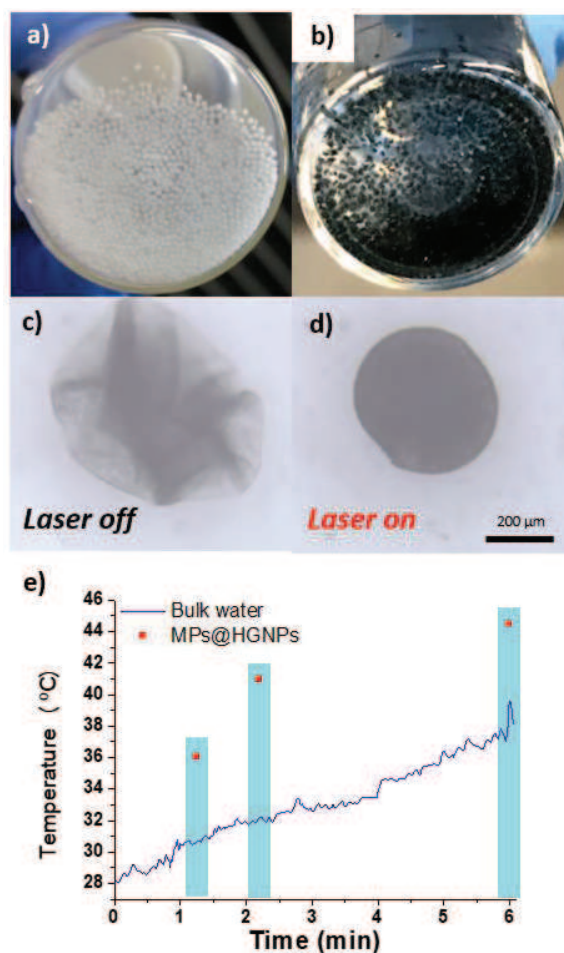 a)
b)
c)
d)
Laser off
Laser on
200 µm
e)
46
44
42
40
38
36
34
32
30
28
Temperature ( °C)
Bulk water
MPs@HGNPs
0
1
2
3
4
5
6
Time (min)